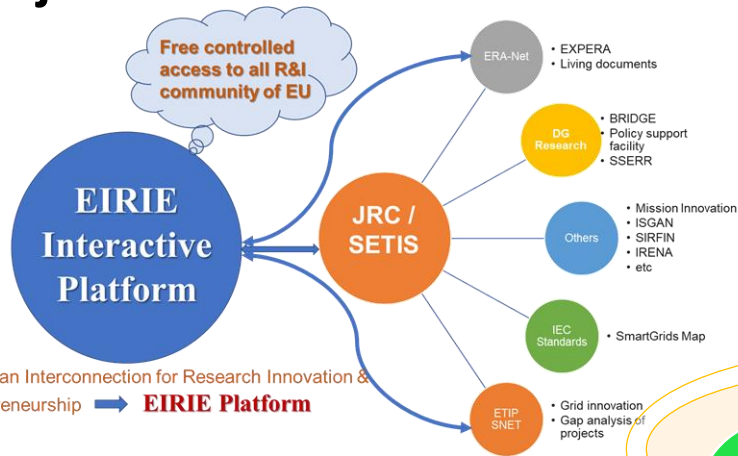 Free controlled
access to all R&I
community of EU
EIRIE
Interactive
Platform
JRC /
SETIS
ERA-Net
• EXPERA
• Living documents
DG
Research
• BRIDGE
• Policy support
facility
• SSERR
Others
• Mission Innovation
• ISGAN
• SIRFIN
• IRENA
• etc
IEC
Standards
• SmartGrids Map
ETIP
SNET
• Grid innovation
• Gap analysis of
projects
an Interconnection for Research Innovation &
reneurship EIRIE Platform